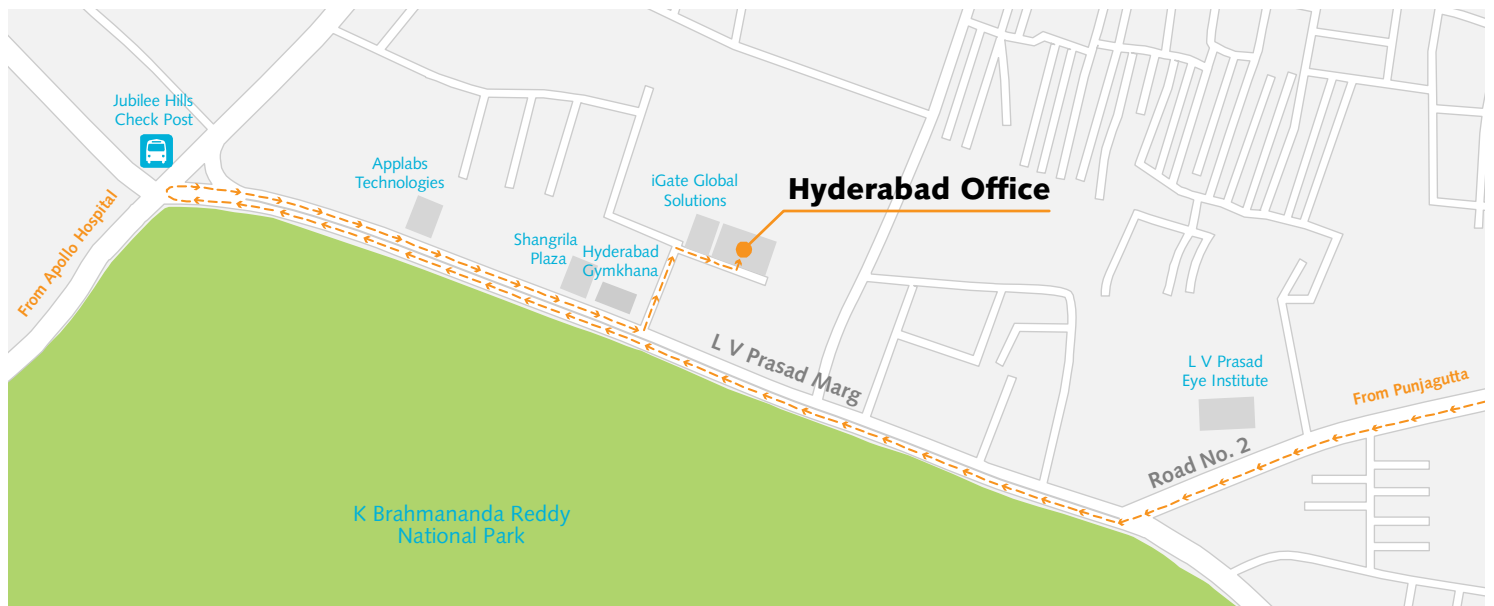 Jubilee Hills
Check Post
From Apollo Hospital
Applabs
Technologies
Shangrila
Plaza
Hyderabad
Gymkhana
iGate Global
Solutions
Hyderabad Office
L V Prasad Marg
L V Prasad
Eye Institute
From Punjagutta
Road No. 2
K Brahmananda Reddy
National Park